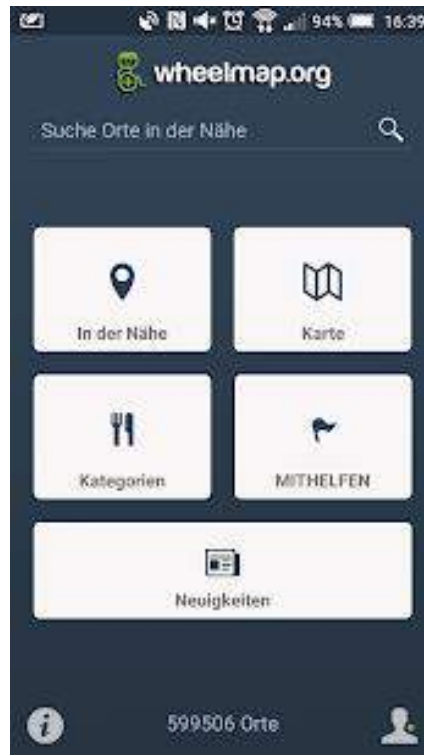 94% 16:39
wheelmap.org
Suche Orte in der Nähe
In der Nähe
Karte
Kategorien
MITHELFEN
Neuigkeiten
599506 Orte